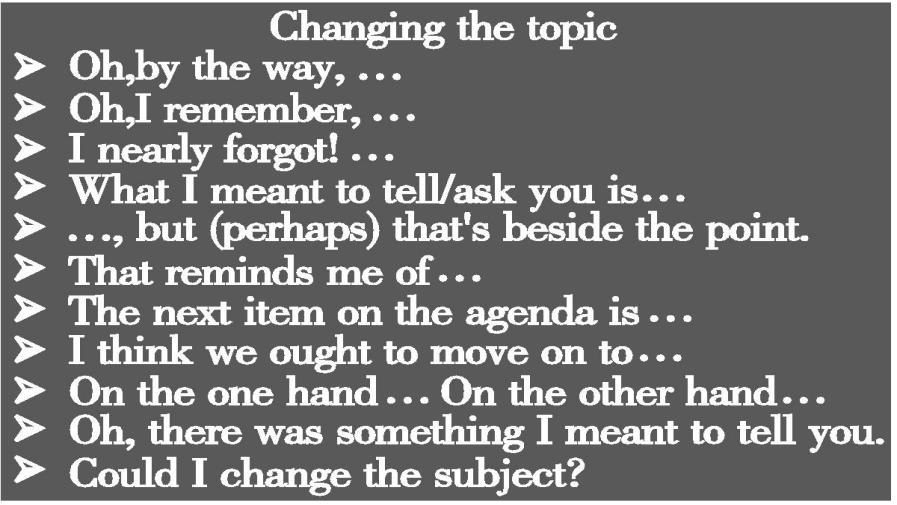 Changing the topic
➢ Oh,by the way, ...
➢ Oh,I remember, ...
➢ I nearly forgot! ...
➢ What I meant to tell/ask you is...
➢ ..., but (perhaps) that's beside the point.
➢ That reminds me of...
➢ The next item on the agenda is...
➢ I think we ought to move on to...
➢ On the one hand... On the other hand...
➢ Oh, there was something I meant to tell you.
➢ Could I change the subject?